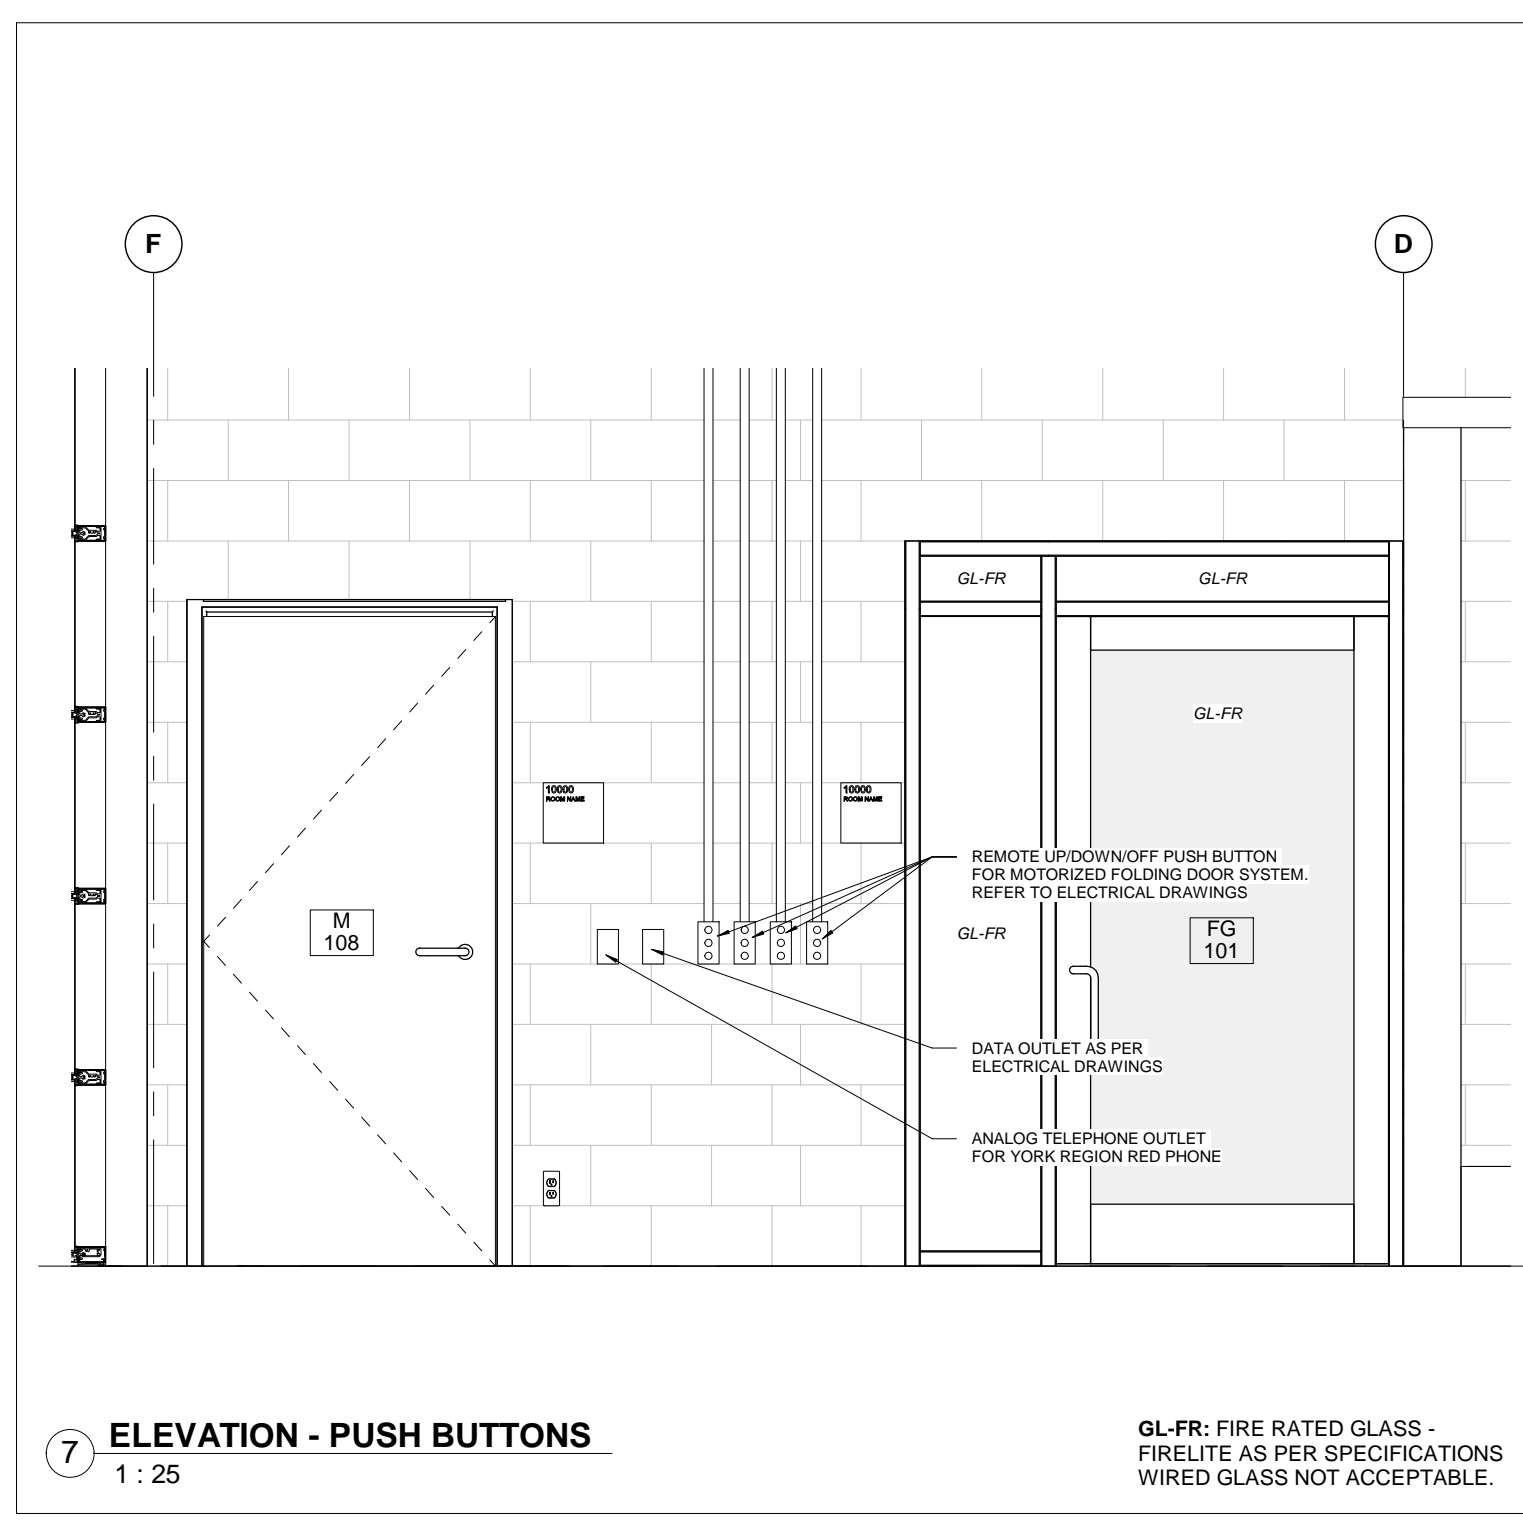 F
D
GL-FR
GL-FR
GL-FR
10000
ROOM NAME
10000
ROOM NAME
REMOTE UP/DOWN/OFF PUSH BUTTON
FOR MOTORIZED FOLDING DOOR SYSTEM.
REFER TO ELECTRICAL DRAWINGS
M
108
GL-FR
FG
101
DATA OUTLET AS PER
ELECTRICAL DRAWINGS
ANALOG TELEPHONE OUTLET
FOR YORK REGION RED PHONE
7
ELEVATION - PUSH BUTTONS
1 : 25
GL-FR: FIRE RATED GLASS -
FIRELITE AS PER SPECIFICATIONS
WIRED GLASS NOT ACCEPTABLE.